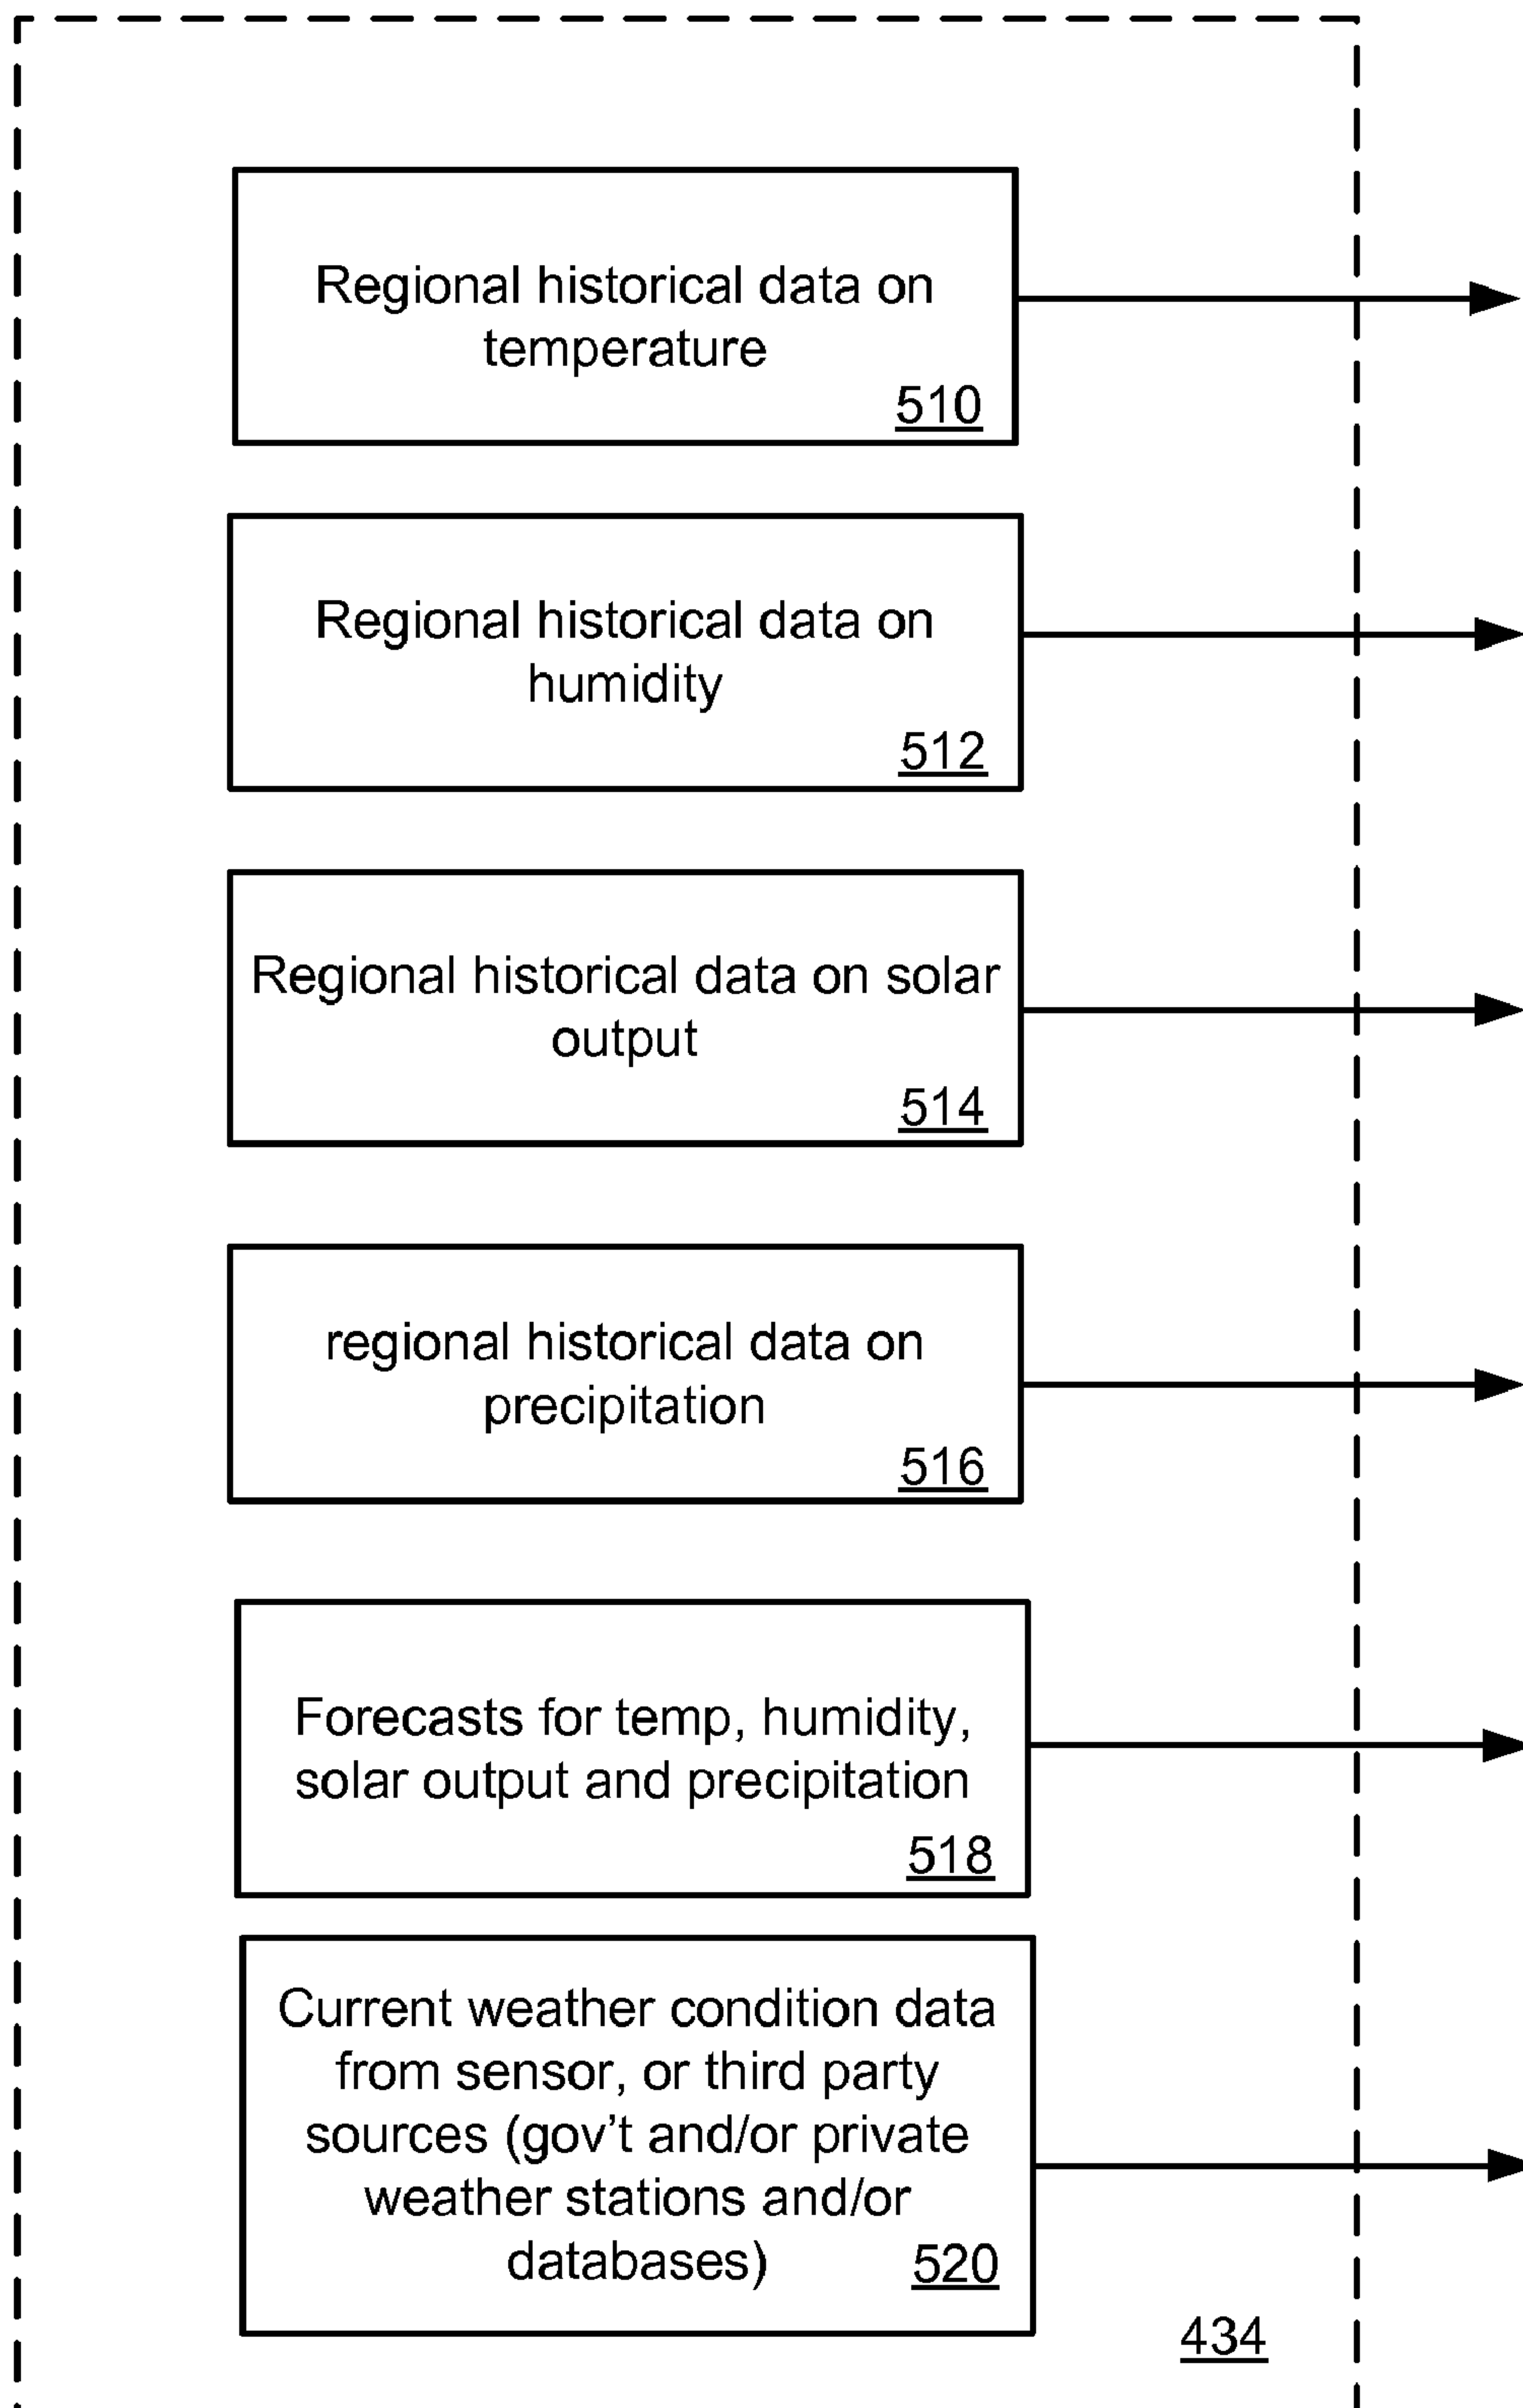 Regional historical data on
temperature
510
Regional historical data on
humidity
512
Regional historical data on solar
output
514
regional historical data on
precipitation
516
Forecasts for temp, humidity,
solar output and precipitation
518
Current weather condition data
from sensor, or third party
sources (gov't and/or private
weather stations and/or
databases) 520
434